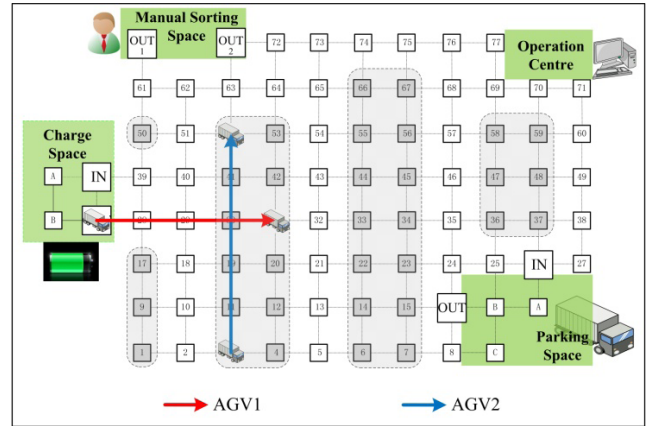 Manual Sorting
Space
OUT
1
OUT
2
72 73 74 75 76 77
Operation
Centre
61 62 63 64 65 66 67 68 69 70 71
Charge
Space
50 51 53 54 55 56 57 58 59 60
A IN 39 40 41 42 43 44 45 46 47 48 49
B 32 33 34 35 36 37 38
17 18 19 20 21 22 23 24 25 IN 27
9 10 11 12 13 14 15 OUT B A
Parking
Space
1 2 4 5 6 7 8 C
AGV1 AGV2